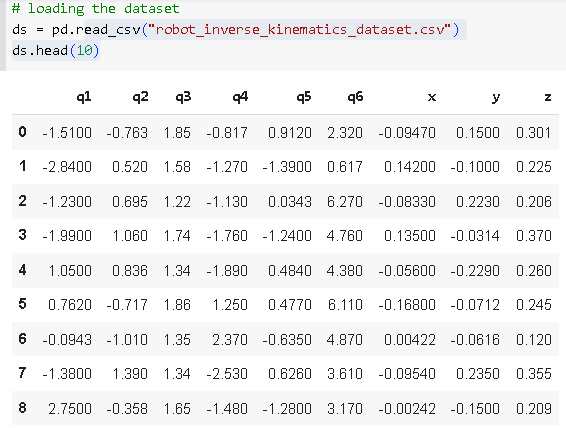 # loading the dataset
ds = pd.read_csv("robot_inverse_kinematics_dataset.csv")
ds.head(10)
q1 q2 q3 q4 q5 q6 x y z
0 -1.5100 -0.763 1.85 -0.817 0.9120 2.320 -0.09470 0.1500 0.301
1 -2.8400 0.520 1.58 -1.270 -1.3900 0.617 0.14200 -0.1000 0.225
2 -1.2300 0.695 1.22 -1.130 0.0343 6.270 -0.08330 0.2230 0.206
3 -1.9900 1.060 1.74 -1.760 -1.2400 4.760 0.13500 -0.0314 0.370
4 1.0500 0.836 1.34 -1.890 0.4840 4.380 -0.05600 -0.2290 0.260
5 0.7620 -0.717 1.86 1.250 0.4770 6.110 -0.16800 -0.0712 0.245
6 -0.0943 -1.010 1.35 2.370 -0.6350 4.870 0.00422 -0.0616 0.120
7 -1.3800 1.390 1.34 -2.530 0.6260 3.610 -0.09540 0.2350 0.355
8 2.7500 -0.358 1.65 -1.480 -1.2800 3.170 -0.00242 -0.1500 0.209